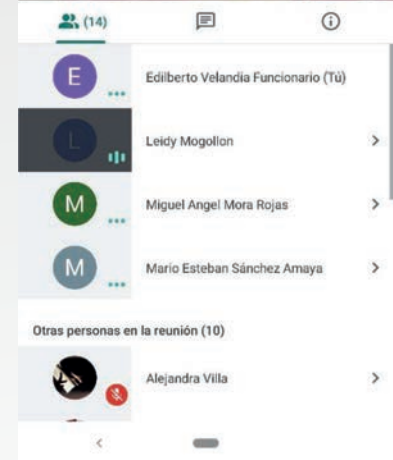 (14)
E
Edilberto Velandia Funcionario (Tú)
L
Leidy Mogollon
M
Miguel Angel Mora Rojas
M
Mario Esteban Sánchez Amaya
Otras personas en la reunión (10)
Alejandra Villa